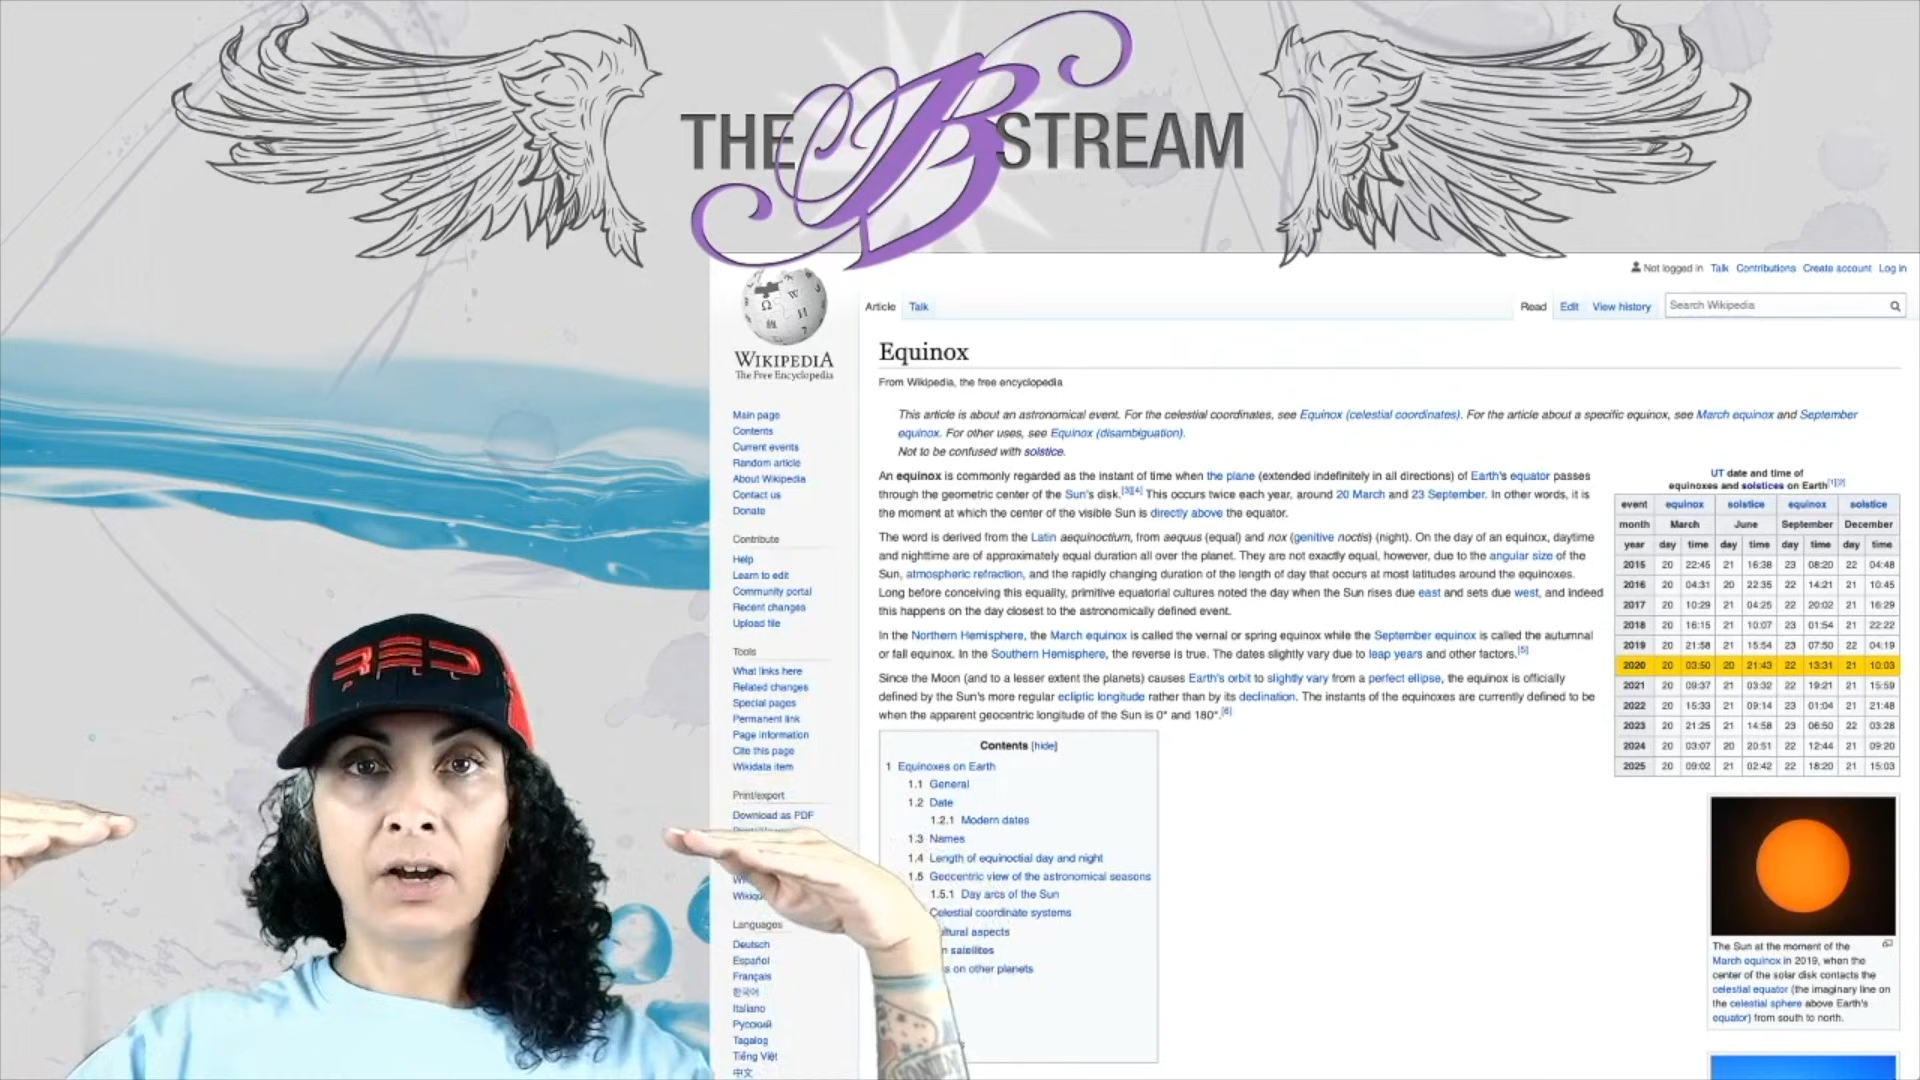 THE B STREAM
Not logged in Talk Contributions Create account Log in
Article Talk
Read Edit View history Search Wikipedia
WIKIPEDIA
The Free Encyclopedia
Main page
Contents
Current events
Random article
About Wikipedia
Contact us
Donate
Contribute
Help
Learn to edit
Community portal
Recent changes
Upload file
Tools
What links here
Related changes
Special pages
Permanent link
Page information
Cite this page
Wikidata item
Print/export
Download as PDF
Languages
Deutsch
Español
Français
한국어
Italiano
Русский
Tagalog
Tiếng Việt
中文
Equinox
From Wikipedia, the free encyclopedia
This article is about an astronomical event. For the celestial coordinates, see Equinox (celestial coordinates). For the article about a specific equinox, see March equinox and September
equinox. For other uses, see Equinox (disambiguation).
Not to be confused with solstice.
An equinox is commonly regarded as the instant of time when the plane (extended indefinitely in all directions) of Earth's equator passes
through the geometric center of the Sun's disk.[3][4] This occurs twice each year, around 20 March and 23 September. In other words, it is
the moment at which the center of the visible Sun is directly above the equator.
The word is derived from the Latin aequinoctium, from aequus (equal) and nox (genitive noctis) (night). On the day of an equinox, daytime
and nighttime are of approximately equal duration all over the planet. They are not exactly equal, however, due to the angular size of the
Sun, atmospheric refraction, and the rapidly changing duration of the length of day that occurs at most latitudes around the equinoxes.
Long before conceiving this equality, primitive equatorial cultures noted the day when the Sun rises due east and sets due west, and indeed
this happens on the day closest to the astronomically defined event.
In the Northern Hemisphere, the March equinox is called the vernal or spring equinox while the September equinox is called the autumnal
or fall equinox. In the Southern Hemisphere, the reverse is true. The dates slightly vary due to leap years and other factors.[5]
Since the Moon (and to a lesser extent the planets) causes Earth's orbit to slightly vary from a perfect ellipse, the equinox is officially
defined by the Sun's more regular ecliptic longitude rather than by its declination. The instants of the equinoxes are currently defined to be
when the apparent geocentric longitude of the Sun is 0° and 180°.[6]
Contents [hide]
1 Equinoxes on Earth
1.1 General
1.2 Date
1.2.1 Modern dates
1.3 Names
1.4 Length of equinoctial day and night
1.5 Geocentric view of the astronomical seasons
1.5.1 Day arcs of the Sun
Celestial coordinate systems
ltural aspects
n satellites
s on other planets
UT date and time of
equinoxes and solstices on Earth[1][2]
event equinox solstice equinox solstice
month March June September December
year day time day time day time day time
2015 20 22:45 21 16:38 23 08:20 22 04:48
2016 20 04:31 20 22:35 22 14:21 21 10:45
2017 20 10:29 21 04:25 22 20:02 21 16:29
2018 20 16:15 21 10:07 23 01:54 21 22:22
2019 20 21:58 21 15:54 23 07:50 22 04:19
2020 20 03:50 20 21:43 22 13:31 21 10:03
2021 20 09:37 21 03:32 22 19:21 21 15:59
2022 20 15:33 21 09:14 23 01:04 21 21:48
2023 20 21:25 21 14:58 23 06:50 22 03:28
2024 20 03:07 20 20:51 22 12:44 21 09:20
2025 20 09:02 21 02:42 22 18:20 21 15:03
The Sun at the moment of the
March equinox in 2019, when the
center of the solar disk contacts the
celestial equator (the imaginary line on
the celestial sphere above Earth's
equator) from south to north.
RED
PILL